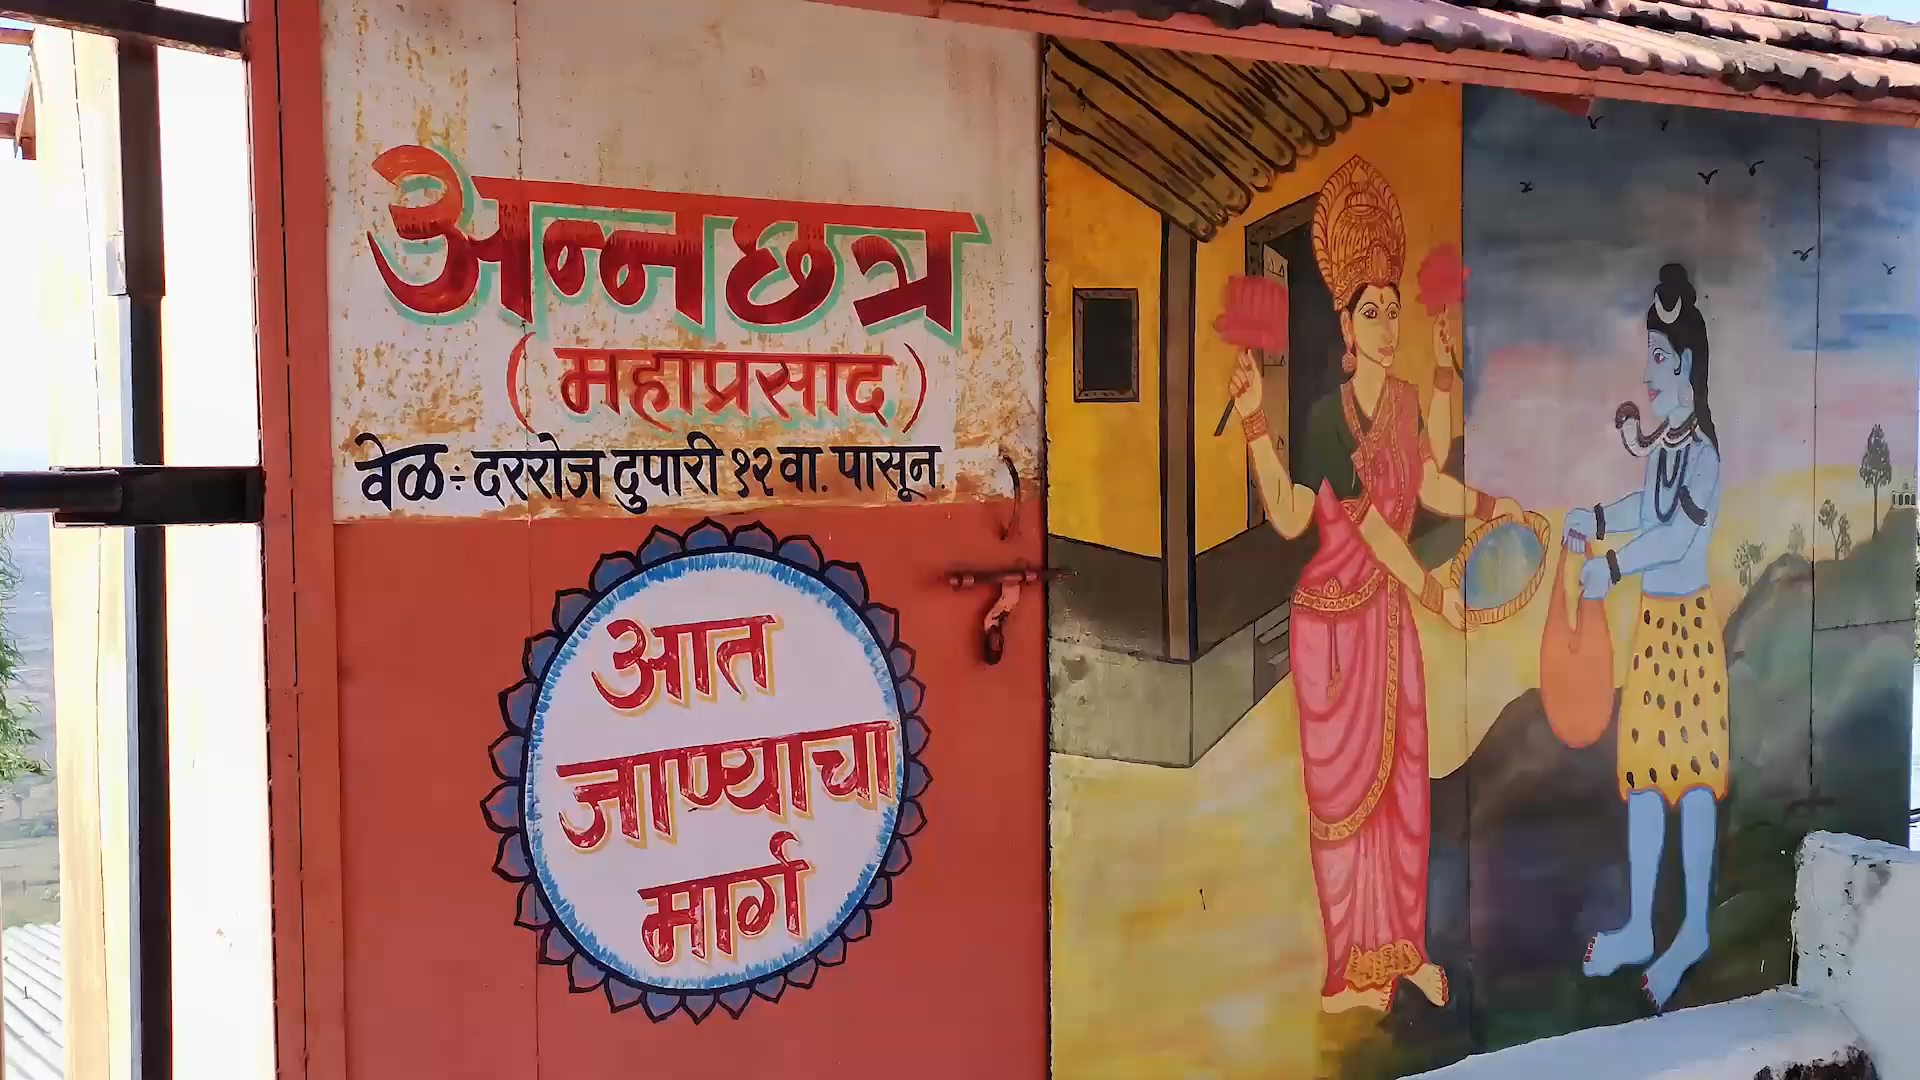 अन्नछत्र
(महाप्रसाद)
वेळ÷दररोज दुपारी १२ वा. पासून.
आत
जाण्याचा
मार्ग